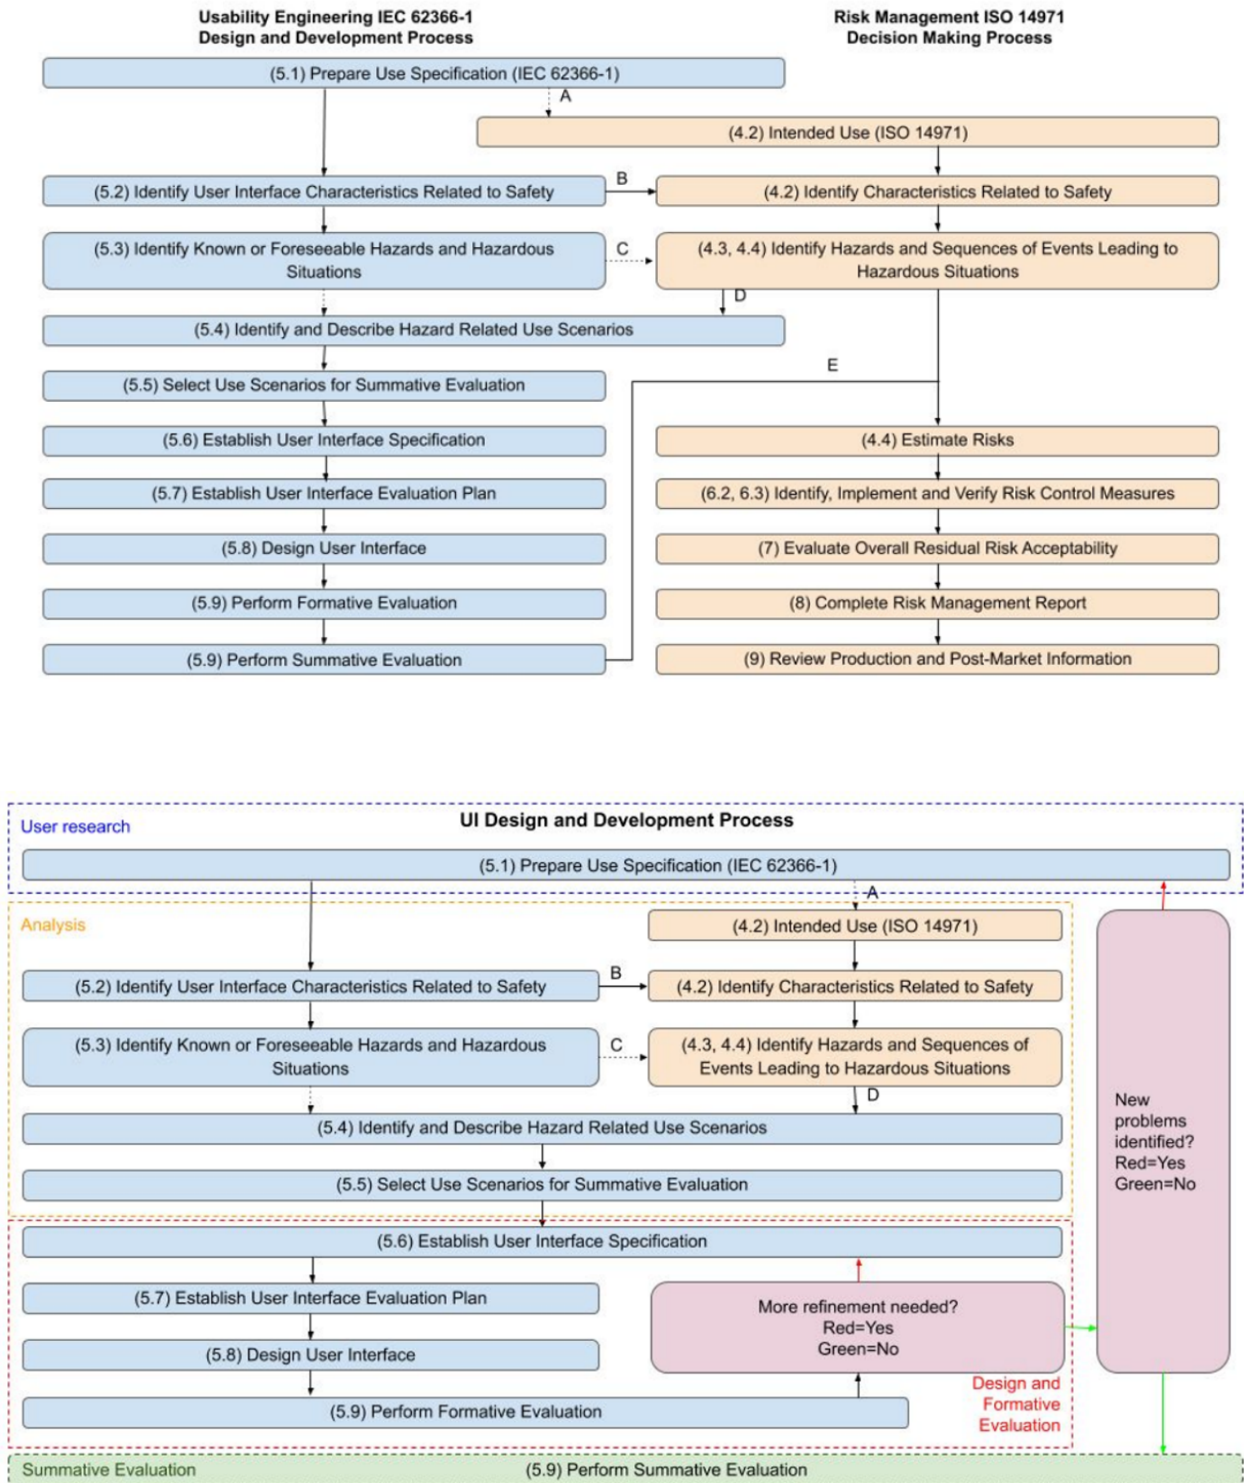 Usability Engineering IEC 62366-1
Design and Development Process
Risk Management ISO 14971
Decision Making Process
(5.1) Prepare Use Specification (IEC 62366-1)
A
(4.2) Intended Use (ISO 14971)
(5.2) Identify User Interface Characteristics Related to Safety
B
(4.2) Identify Characteristics Related to Safety
(5.3) Identify Known or Foreseeable Hazards and Hazardous
Situations
C
(4.3, 4.4) Identify Hazards and Sequences of Events Leading to
Hazardous Situations
D
(5.4) Identify and Describe Hazard Related Use Scenarios
E
(5.5) Select Use Scenarios for Summative Evaluation
(5.6) Establish User Interface Specification
(4.4) Estimate Risks
(5.7) Establish User Interface Evaluation Plan
(6.2, 6.3) Identify, Implement and Verify Risk Control Measures
(5.8) Design User Interface
(7) Evaluate Overall Residual Risk Acceptability
(5.9) Perform Formative Evaluation
(8) Complete Risk Management Report
(5.9) Perform Summative Evaluation
(9) Review Production and Post-Market Information
User research
UI Design and Development Process
(5.1) Prepare Use Specification (IEC 62366-1)
A
Analysis
(4.2) Intended Use (ISO 14971)
(5.2) Identify User Interface Characteristics Related to Safety
B
(4.2) Identify Characteristics Related to Safety
(5.3) Identify Known or Foreseeable Hazards and Hazardous
Situations
C
(4.3, 4.4) Identify Hazards and Sequences of
Events Leading to Hazardous Situations
D
(5.4) Identify and Describe Hazard Related Use Scenarios
(5.5) Select Use Scenarios for Summative Evaluation
New
problems
identified?
Red=Yes
Green=No
(5.6) Establish User Interface Specification
(5.7) Establish User Interface Evaluation Plan
More refinement needed?
Red=Yes
Green=No
(5.8) Design User Interface
(5.9) Perform Formative Evaluation
Design and
Formative
Evaluation
Summative Evaluation
(5.9) Perform Summative Evaluation